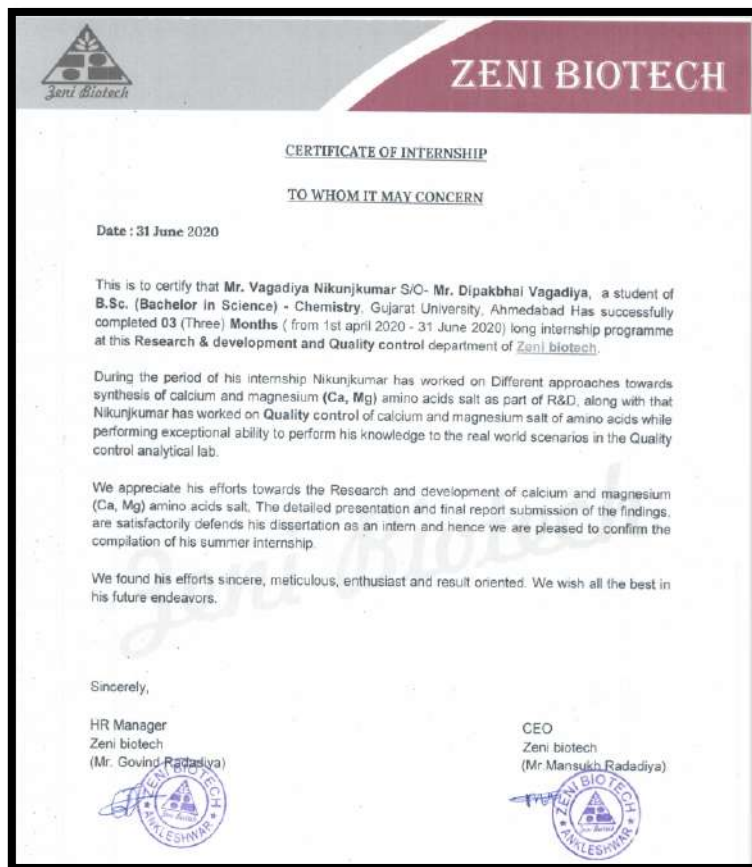 Zeni Biotech
ZENI BIOTECH
CERTIFICATE OF INTERNSHIP
TO WHOM IT MAY CONCERN
Date : 31 June 2020
This is to certify that Mr. Vagadiya Nikunjkumar S/O- Mr. Dipakbhai Vagadiya, a student of
B.Sc. (Bachelor in Science) - Chemistry, Gujarat University, Ahmedabad Has successfully
completed 03 (Three) Months ( from 1st april 2020 - 31 June 2020) long internship programme
at this Research & development and Quality control department of Zeni biotech.
During the period of his internship Nikunjkumar has worked on Different approaches towards
synthesis of calcium and magnesium (Ca, Mg) amino acids salt as part of R&D, along with that
Nikunjkumar has worked on Quality control of calcium and magnesium salt of amino acids while
performing exceptional ability to perform his knowledge to the real world scenarios in the Quality
control analytical lab.
We appreciate his efforts towards the Research and development of calcium and magnesium
(Ca, Mg) amino acids salt. The detailed presentation and final report submission of the findings,
are satisfactorily defends his dissertation as an intern and hence we are pleased to confirm the
compilation of his summer internship.
We found his efforts sincere, meticulous, enthusiast and result oriented. We wish all the best in
his future endeavors.
Zeni Biotech
Sincerely,
HR Manager
Zeni biotech
(Mr. Govind Radadiya)
ZENI BIOTECH
Zeni Biotech
ANKLESHWAR
CEO
Zeni biotech
(Mr.Mansukh Radadiya)
ZENI BIOTECH
Zeni Biotech
ANKLESHWAR